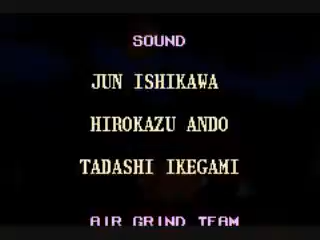 SOUND
JUN ISHIKAWA
HIROKAZU ANDO
TADASHI IKEGAMI
AIR GRIND TEAM